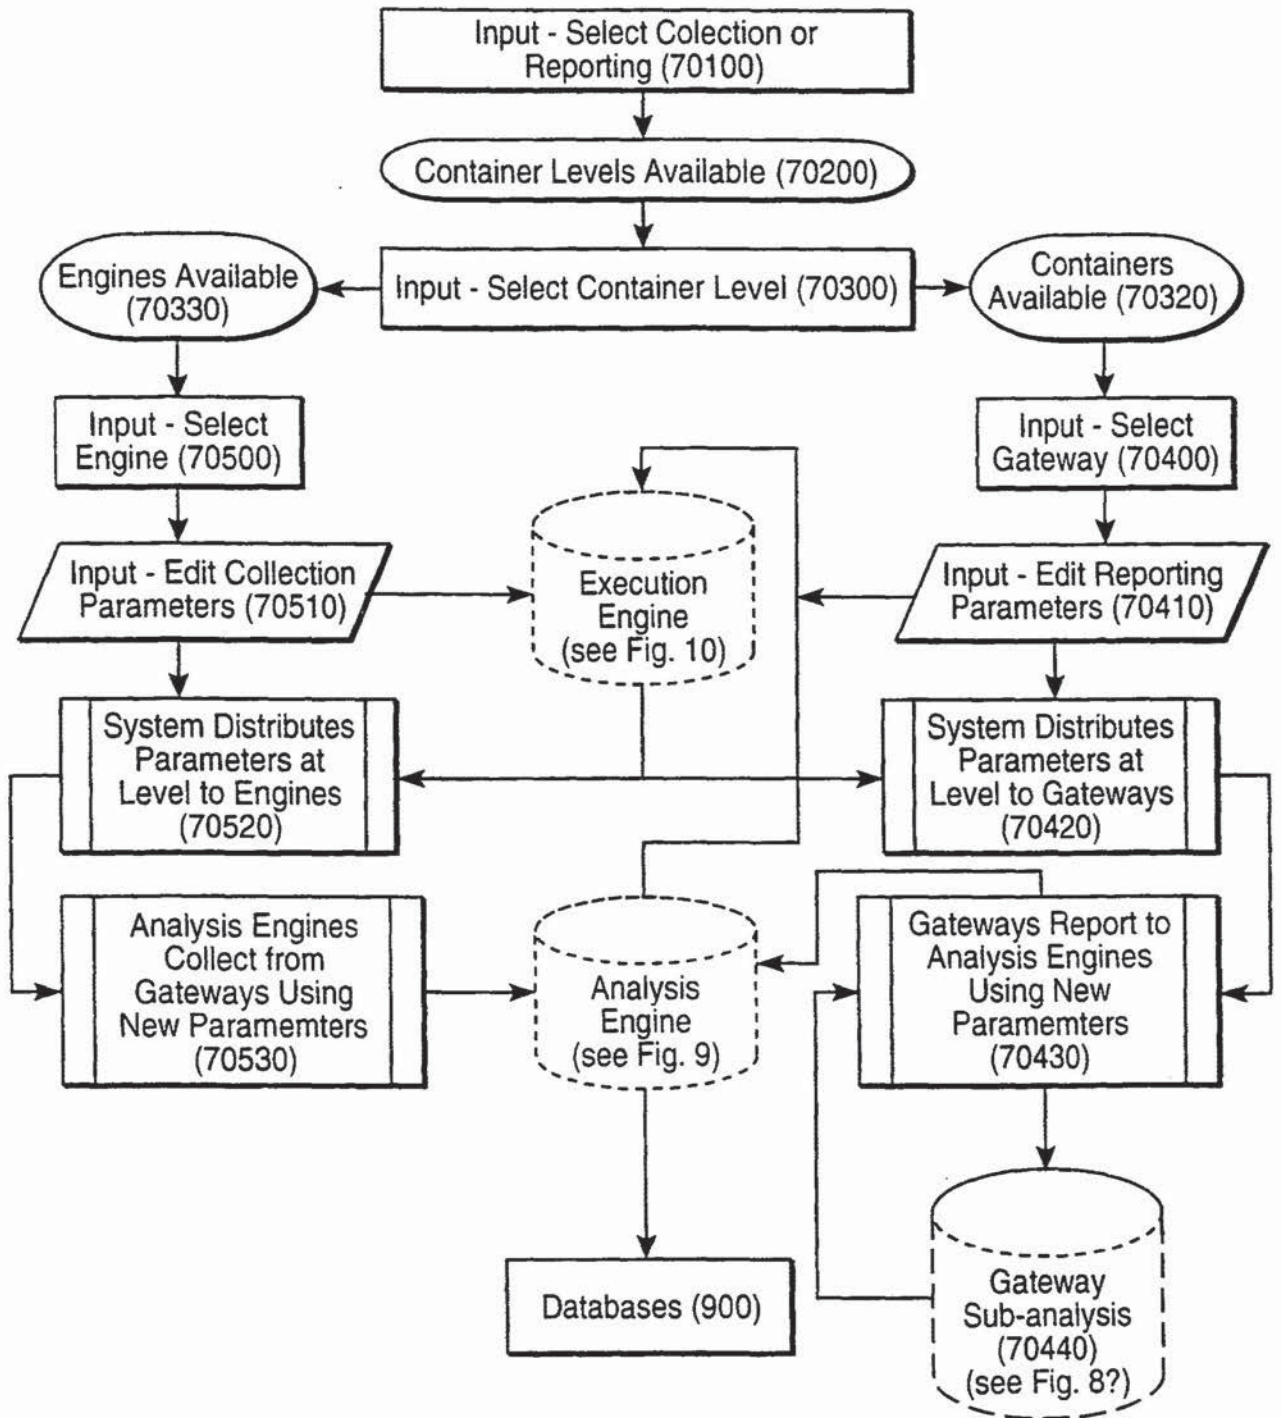 Input - Select Colection or
Reporting (70100)
Container Levels Available (70200)
Engines Available
(70330)
Input - Select Container Level (70300)
Containers
Available (70320)
Input - Select
Engine (70500)
Input - Select
Gateway (70400)
Input - Edit Collection
Parameters (70510)
Execution
Engine
(see Fig. 10)
Input - Edit Reporting
Parameters (70410)
System Distributes
Parameters at
Level to Engines
(70520)
System Distributes
Parameters at
Level to Gateways
(70420)
Analysis Engines
Collect from
Gateways Using
New Paramemters
(70530)
Analysis
Engine
(see Fig. 9)
Gateways Report to
Analysis Engines
Using New
Paramemters
(70430)
Databases (900)
Gateway
Sub-analysis
(70440)
(see Fig. 8?)